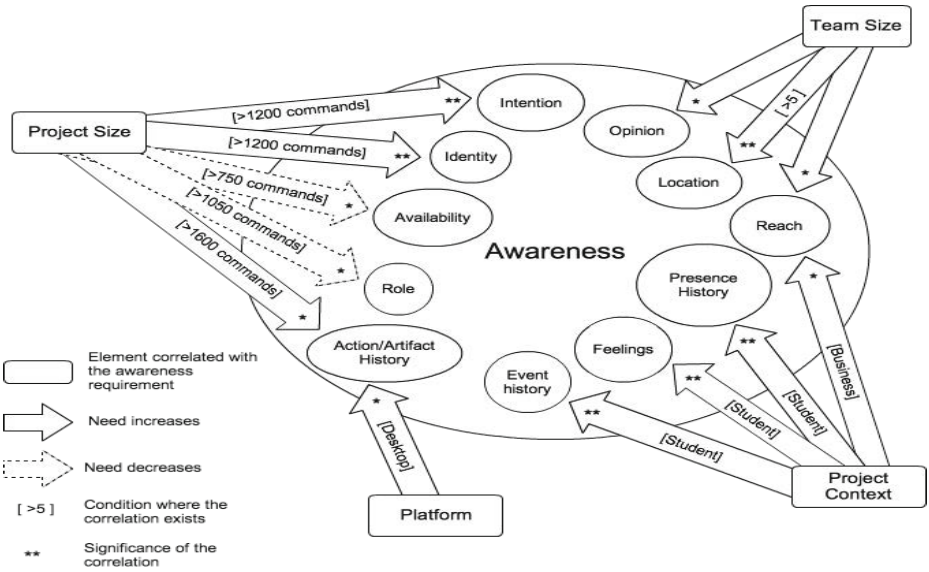 Team Size
Project Size
[>1200 commands]
**
Intention
*
[>5]
Opinion
[>1200 commands]
**
Identity
**
*
[>750 commands]
*
Availability
Location
[>1050 commands]
*
Role
Reach
Awareness
[>1600 commands]
*
Presence
History
*
Action/Artifact
History
Feelings
**
Event
history
**
**
[Business]
[Student]
[Student]
[Student]
*
[Desktop]
Platform
Project
Context
Element correlated with
the awareness
requirement
Need increases
Need decreases
[ >5 ]
Condition where the
correlation exists
**
Significance of the
correlation